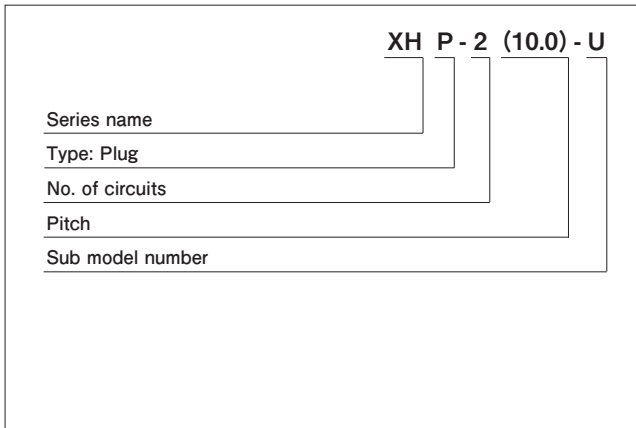 XH P - 2 (10.0) - U
Series name
Type: Plug
No. of circuits
Pitch
Sub model number